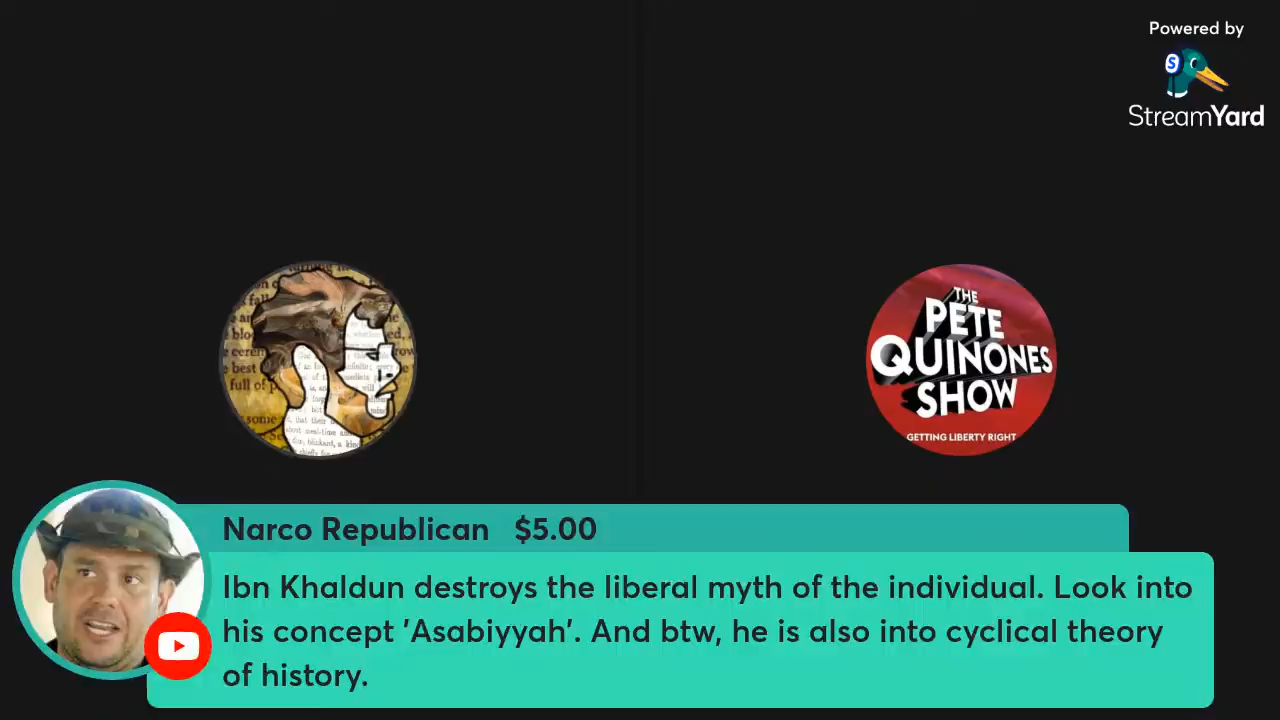 Powered by
S
StreamYard
THE
PETE
QUINONES
SHOW
GETTING LIBERTY RIGHT
Narco Republican $5.00
Ibn Khaldun destroys the liberal myth of the individual. Look into
his concept 'Asabiyyah'. And btw, he is also into cyclical theory
of history.